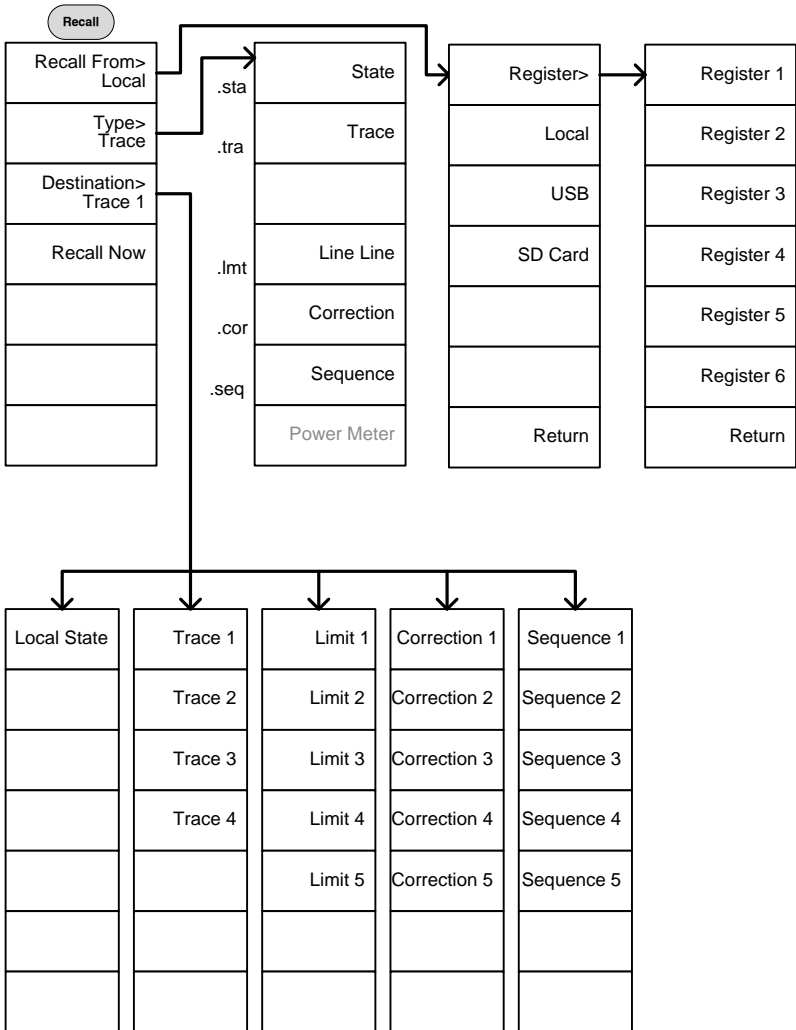 Recall
Recall From>
Local
Type>
Trace
Destination>
Trace 1
Recall Now
.sta
.tra
.lmt
.cor
.seq
State
Trace
Line Line
Correction
Sequence
Power Meter
Register>
Local
USB
SD Card
Return
Register 1
Register 2
Register 3
Register 4
Register 5
Register 6
Return
Local State
Trace 1
Trace 2
Trace 3
Trace 4
Limit 1
Limit 2
Limit 3
Limit 4
Limit 5
Correction 1
Correction 2
Correction 3
Correction 4
Correction 5
Sequence 1
Sequence 2
Sequence 3
Sequence 4
Sequence 5